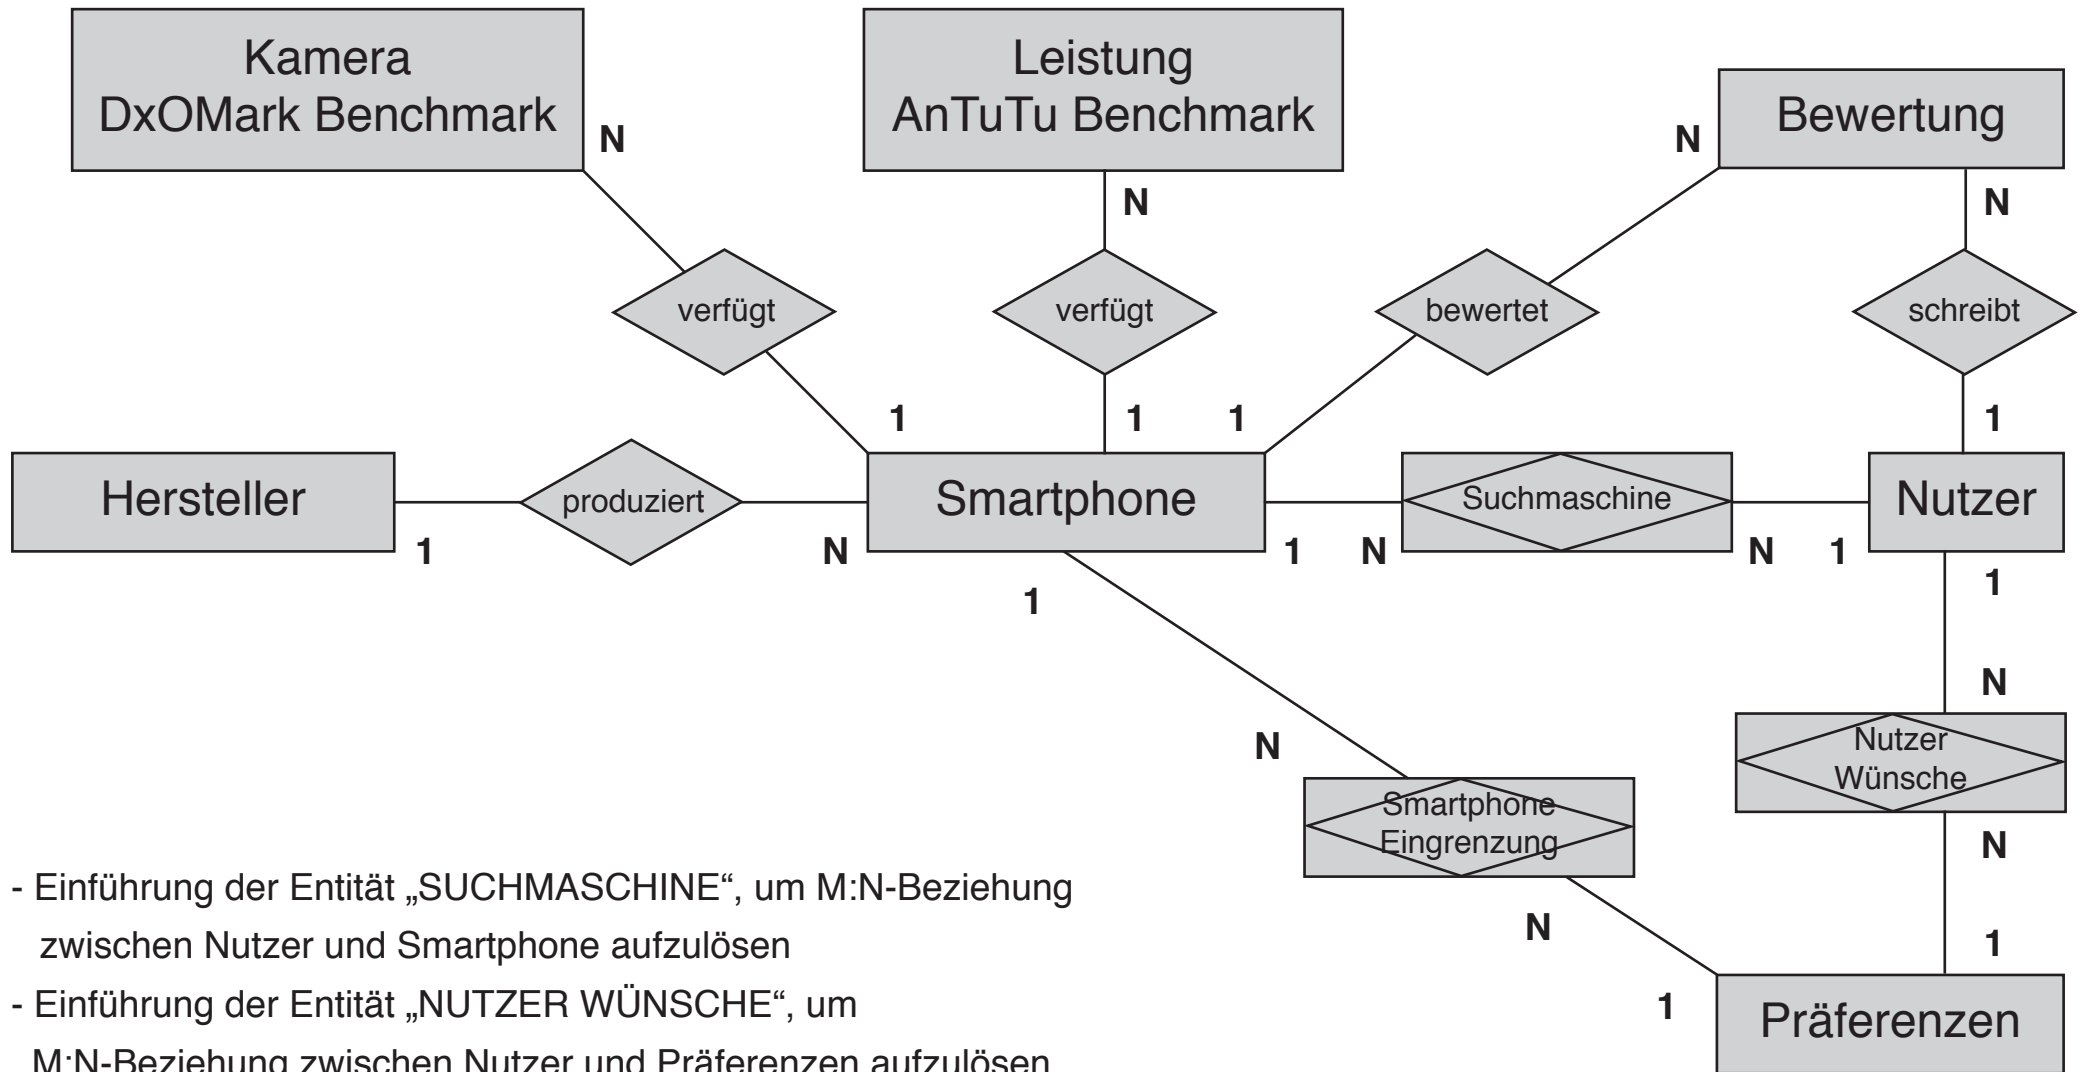 Kamera
DxOMark Benchmark
Leistung
AnTuTu Benchmark
Bewertung
N
N
N
N
verfügt
verfügt
bewertet
schreibt
1
1
1
1
Hersteller
produziert
Smartphone
Suchmaschine
Nutzer
1
N
1
N
N
1
1
1
N
N
Nutzer
Wünsche
Smartphone
Eingrenzung
N
N
1
1
Präferenzen
- Einführung der Entität „SUCHMASCHINE“, um M:N-Beziehung
zwischen Nutzer und Smartphone aufzulösen
- Einführung der Entität „NUTZER WÜNSCHE“, um
M:N-Beziehung zwischen Nutzer und Präferenzen aufzulösen